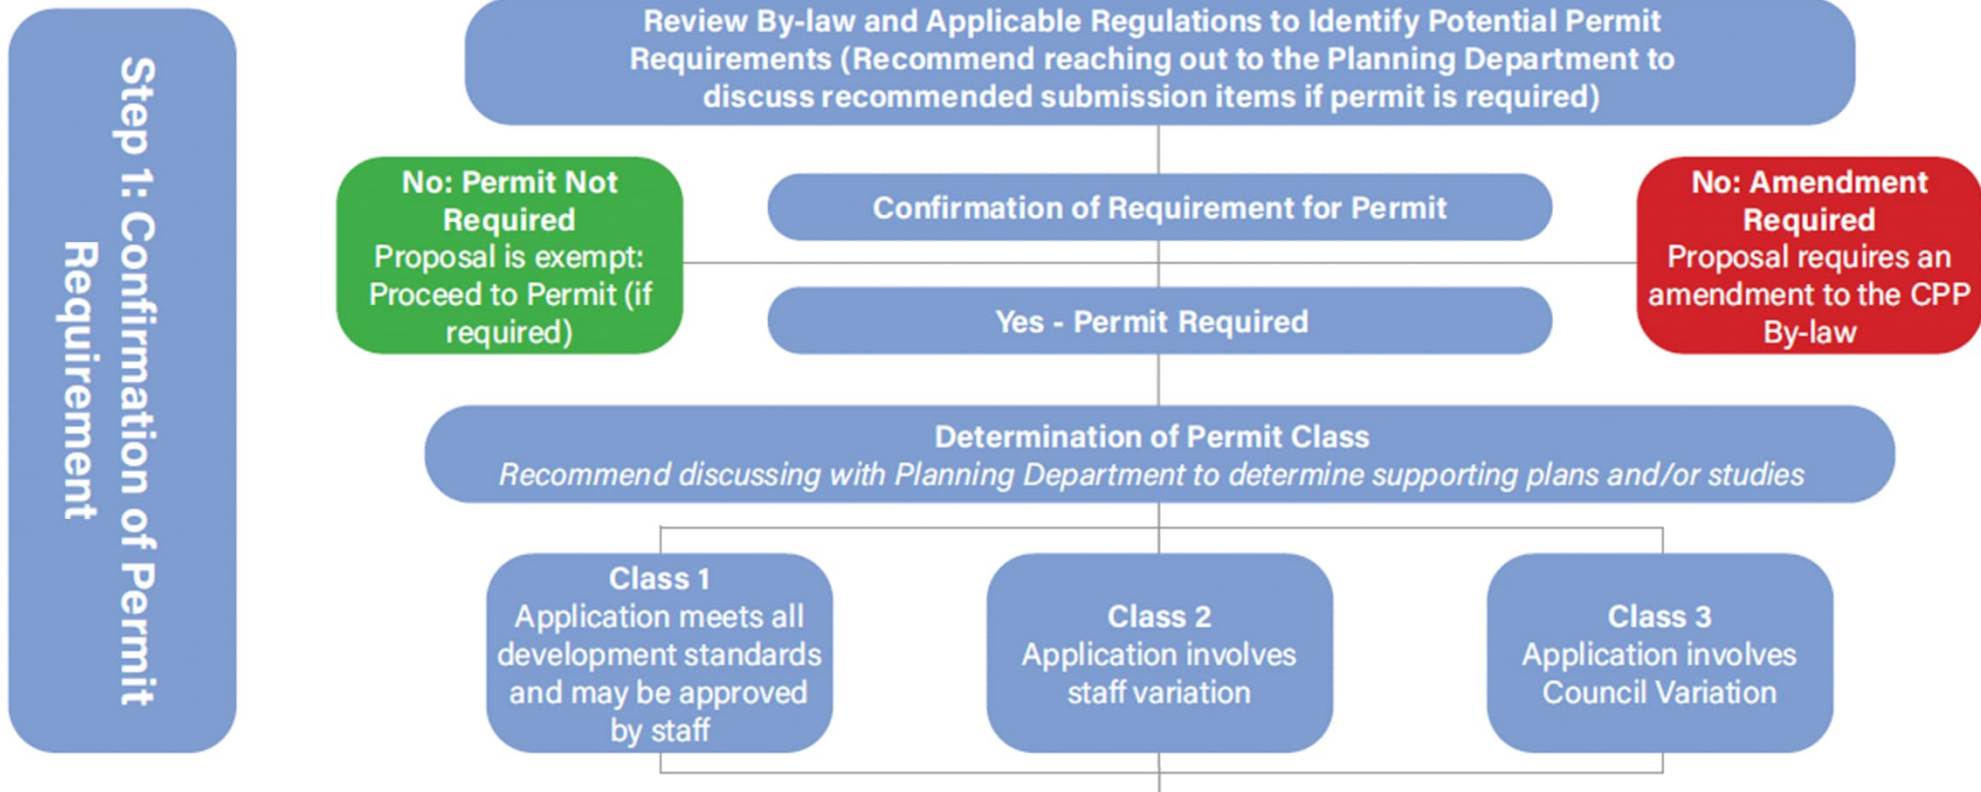 Step 1: Confirmation of Permit
Requirement
Review By-law and Applicable Regulations to Identify Potential Permit
Requirements (Recommend reaching out to the Planning Department to
discuss recommended submission items if permit is required)
No: Permit Not
Required
Proposal is exempt:
Proceed to Permit (if
required)
Confirmation of Requirement for Permit
Yes - Permit Required
No: Amendment
Required
Proposal requires an
amendment to the CPP
By-law
Determination of Permit Class
Recommend discussing with Planning Department to determine supporting plans and/or studies
Class 1
Application meets all
development standards
and may be approved
by staff
Class 2
Application involves
staff variation
Class 3
Application involves
Council Variation